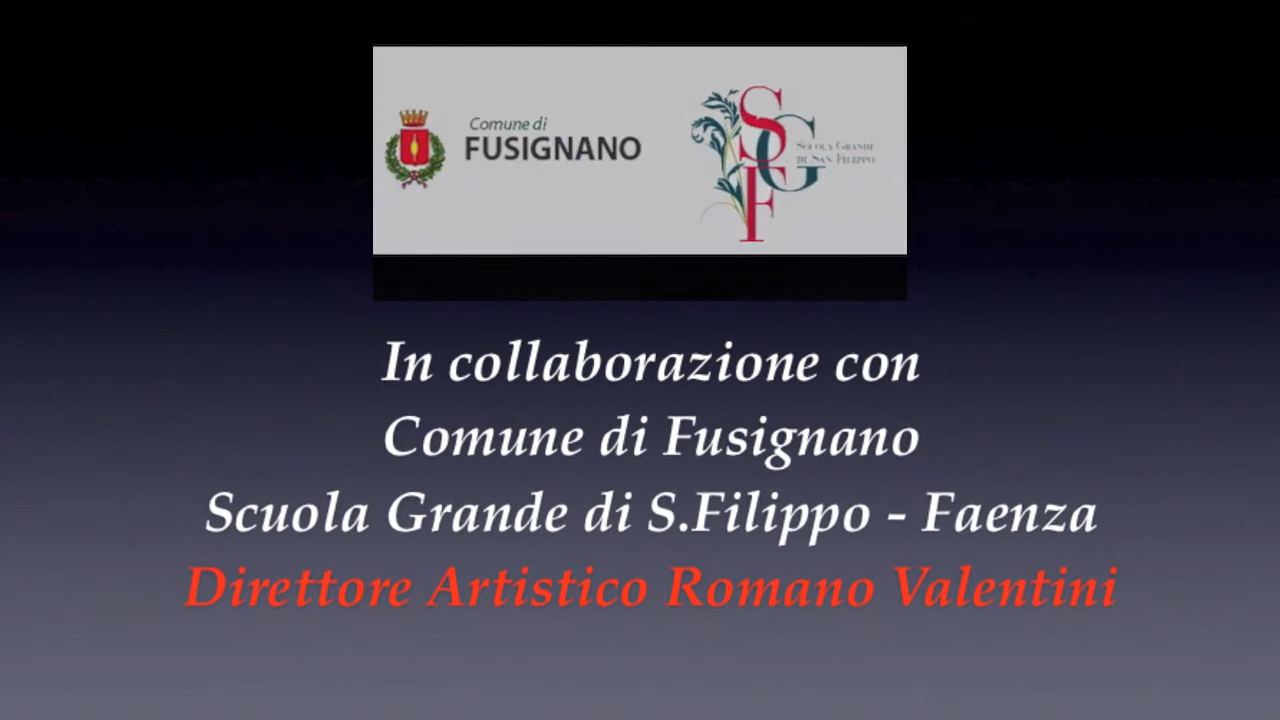 Comune di
FUSIGNANO
SGF
SCUOLA GRANDE
DI SAN FILIPPO
In collaborazione con
Comune di Fusignano
Scuola Grande di S.Filippo - Faenza
Direttore Artistico Romano Valentini